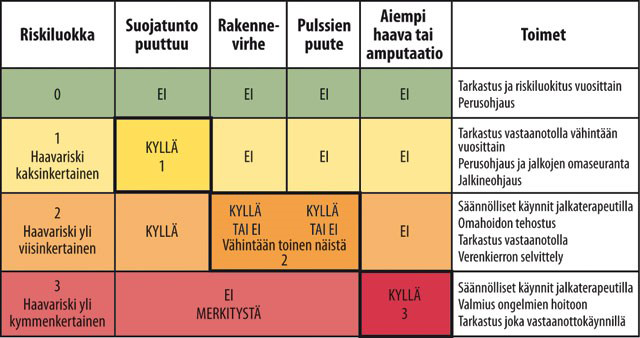 Riskiluokka
Suojatunto
puuttuu
Rakenne-
virhe
Pulssien
puute
Aiempi
haava tai
amputaatio
Toimet
0
EI
EI
EI
EI
Tarkastus ja riskiluokitus vuosittain
Perusohjaus
1
Haavariski
kaksinkertainen
KYLLÄ
1
EI
EI
EI
Tarkastus vastaanotolla vähintään
vuosittain
Perusohjaus ja jalkojen omaseuranta
Jalkineohjaus
2
Haavariski yli
viisinkertainen
KYLLÄ
KYLLÄ KYLLÄ
TAI EI TAI EI
Vähintään toinen näistä
2
EI
Säännölliset käynnit jalkaterapeutilla
Omahoidon tehostus
Tarkastus vastaanotolla
Verenkierron selvittely
3
Haavariski yli
kymmenkertainen
EI
MERKITYSTÄ
KYLLÄ
3
Säännölliset käynnit jalkaterapeutilla
Valmius ongelmien hoitoon
Tarkastus joka vastaanottokäynnillä